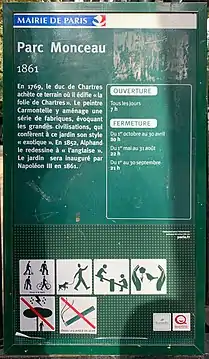 MAIRIE DE PARIS
Parc Monceau
1861
En 1769, le duc de Chartres
achète ce terrain où il édifie « la
folie de Chartres ». Le peintre
Carmontelle y aménage une
série de fabriques, évoquant
les grandes civilisations, qui
confèrent à ce jardin son style
« exotique ». En 1852, Alphand
le redessine à « l'anglaise ».
Le jardin sera inauguré par
Napoléon III en 1861.
OUVERTURE
Tous les jours
7 h
FERMETURE
Du 1er octobre au 30 avril
20 h
Du 1er mai au 31 août
22 h
Du 1er au 30 septembre
21 h
paris.fr